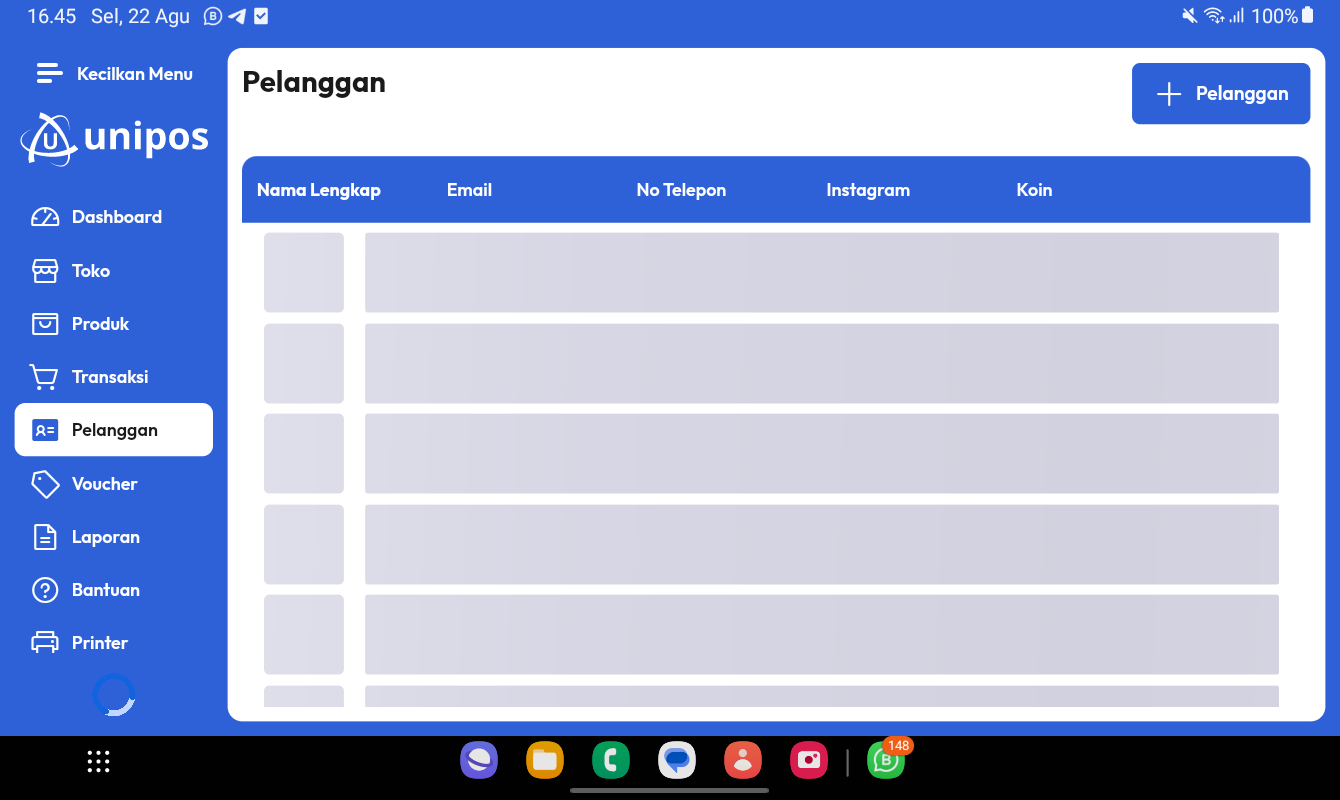 16.45 Sel, 22 Agu
100%
Kecilkan Menu
unipos
Dashboard
Toko
Produk
Transaksi
Pelanggan
Voucher
Laporan
Bantuan
Printer
Pelanggan
Pelanggan
Nama Lengkap Email No Telepon Instagram Koin
148